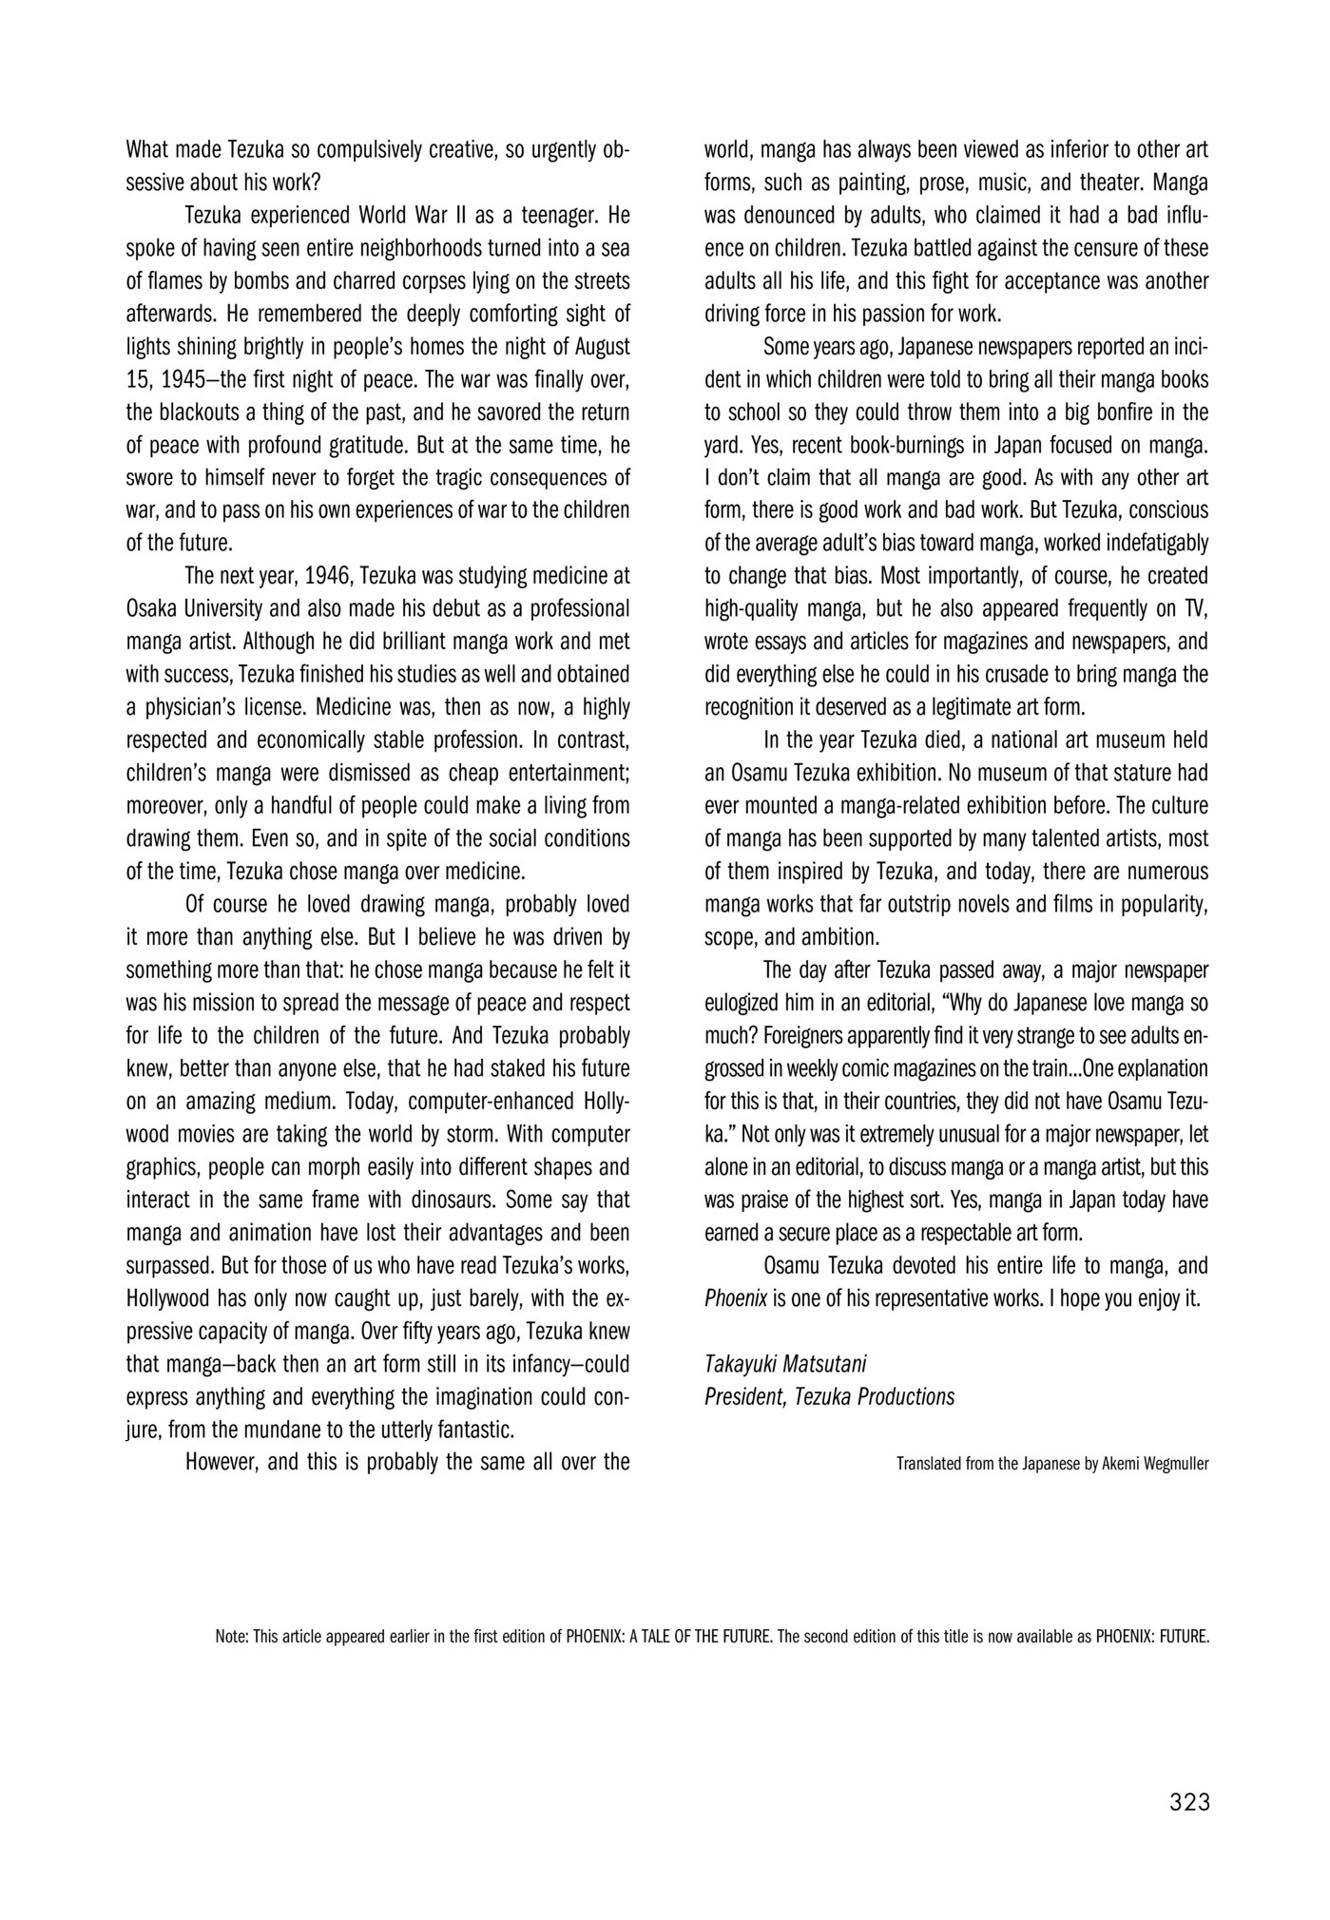 What made Tezuka so compulsively creative, so urgently ob-
sessive about his work?
Tezuka experienced World War II as a teenager. He
spoke of having seen entire neighborhoods turned into a sea
of flames by bombs and charred corpses lying on the streets
afterwards. He remembered the deeply comforting sight of
lights shining brightly in people’s homes the night of August
15, 1945—the first night of peace. The war was finally over,
the blackouts a thing of the past, and he savored the return
of peace with profound gratitude. But at the same time, he
swore to himself never to forget the tragic consequences of
war, and to pass on his own experiences of war to the children
of the future.
The next year, 1946, Tezuka was studying medicine at
Osaka University and also made his debut as a professional
manga artist. Although he did brilliant manga work and met
with success, Tezuka finished his studies as well and obtained
a physician’s license. Medicine was, then as now, a highly
respected and economically stable profession. In contrast,
children’s manga were dismissed as cheap entertainment;
moreover, only a handful of people could make a living from
drawing them. Even so, and in spite of the social conditions
of the time, Tezuka chose manga over medicine.
Of course he loved drawing manga, probably loved
it more than anything else. But I believe he was driven by
something more than that: he chose manga because he felt it
was his mission to spread the message of peace and respect
for life to the children of the future. And Tezuka probably
knew, better than anyone else, that he had staked his future
on an amazing medium. Today, computer-enhanced Holly-
wood movies are taking the world by storm. With computer
graphics, people can morph easily into different shapes and
interact in the same frame with dinosaurs. Some say that
manga and animation have lost their advantages and been
surpassed. But for those of us who have read Tezuka’s works,
Hollywood has only now caught up, just barely, with the ex-
pressive capacity of manga. Over fifty years ago, Tezuka knew
that manga—back then an art form still in its infancy—could
express anything and everything the imagination could con-
jure, from the mundane to the utterly fantastic.
However, and this is probably the same all over the
world, manga has always been viewed as inferior to other art
forms, such as painting, prose, music, and theater. Manga
was denounced by adults, who claimed it had a bad influ-
ence on children. Tezuka battled against the censure of these
adults all his life, and this fight for acceptance was another
driving force in his passion for work.
Some years ago, Japanese newspapers reported an inci-
dent in which children were told to bring all their manga books
to school so they could throw them into a big bonfire in the
yard. Yes, recent book-burnings in Japan focused on manga.
I don’t claim that all manga are good. As with any other art
form, there is good work and bad work. But Tezuka, conscious
of the average adult’s bias toward manga, worked indefatigably
to change that bias. Most importantly, of course, he created
high-quality manga, but he also appeared frequently on TV,
wrote essays and articles for magazines and newspapers, and
did everything else he could in his crusade to bring manga the
recognition it deserved as a legitimate art form.
In the year Tezuka died, a national art museum held
an Osamu Tezuka exhibition. No museum of that stature had
ever mounted a manga-related exhibition before. The culture
of manga has been supported by many talented artists, most
of them inspired by Tezuka, and today, there are numerous
manga works that far outstrip novels and films in popularity,
scope, and ambition.
The day after Tezuka passed away, a major newspaper
eulogized him in an editorial, “Why do Japanese love manga so
much? Foreigners apparently find it very strange to see adults en-
grossed in weekly comic magazines on the train...One explanation
for this is that, in their countries, they did not have Osamu Tezu-
ka.” Not only was it extremely unusual for a major newspaper, let
alone in an editorial, to discuss manga or a manga artist, but this
was praise of the highest sort. Yes, manga in Japan today have
earned a secure place as a respectable art form.
Osamu Tezuka devoted his entire life to manga, and
Phoenix is one of his representative works. I hope you enjoy it.
Takayuki Matsutani
President, Tezuka Productions
Translated from the Japanese by Akemi Wegmuller
Note: This article appeared earlier in the first edition of PHOENIX: A TALE OF THE FUTURE. The second edition of this title is now available as PHOENIX: FUTURE.
323